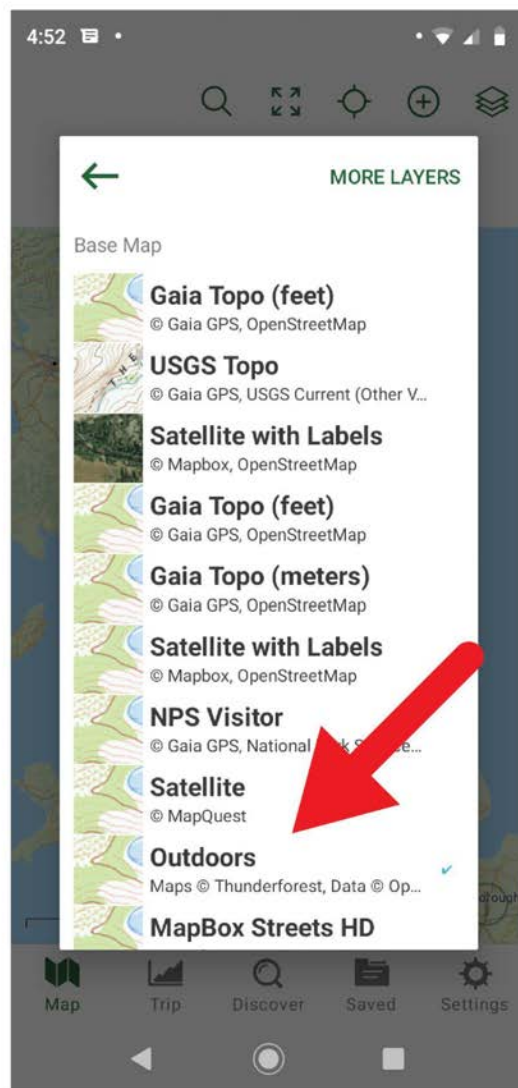 4:52
MORE LAYERS
Base Map
Gaia Topo (feet)
© Gaia GPS, OpenStreetMap
USGS Topo
© Gaia GPS, USGS Current (Other V...
Satellite with Labels
© Mapbox, OpenStreetMap
Gaia Topo (feet)
© Gaia GPS, OpenStreetMap
Gaia Topo (meters)
© Gaia GPS, OpenStreetMap
Satellite with Labels
© Mapbox, OpenStreetMap
NPS Visitor
© Gaia GPS, National
Satellite
© MapQuest
Outdoors
Maps © Thunderforest, Data © Op...
MapBox Streets HD
Map Trip Discover Saved Settings